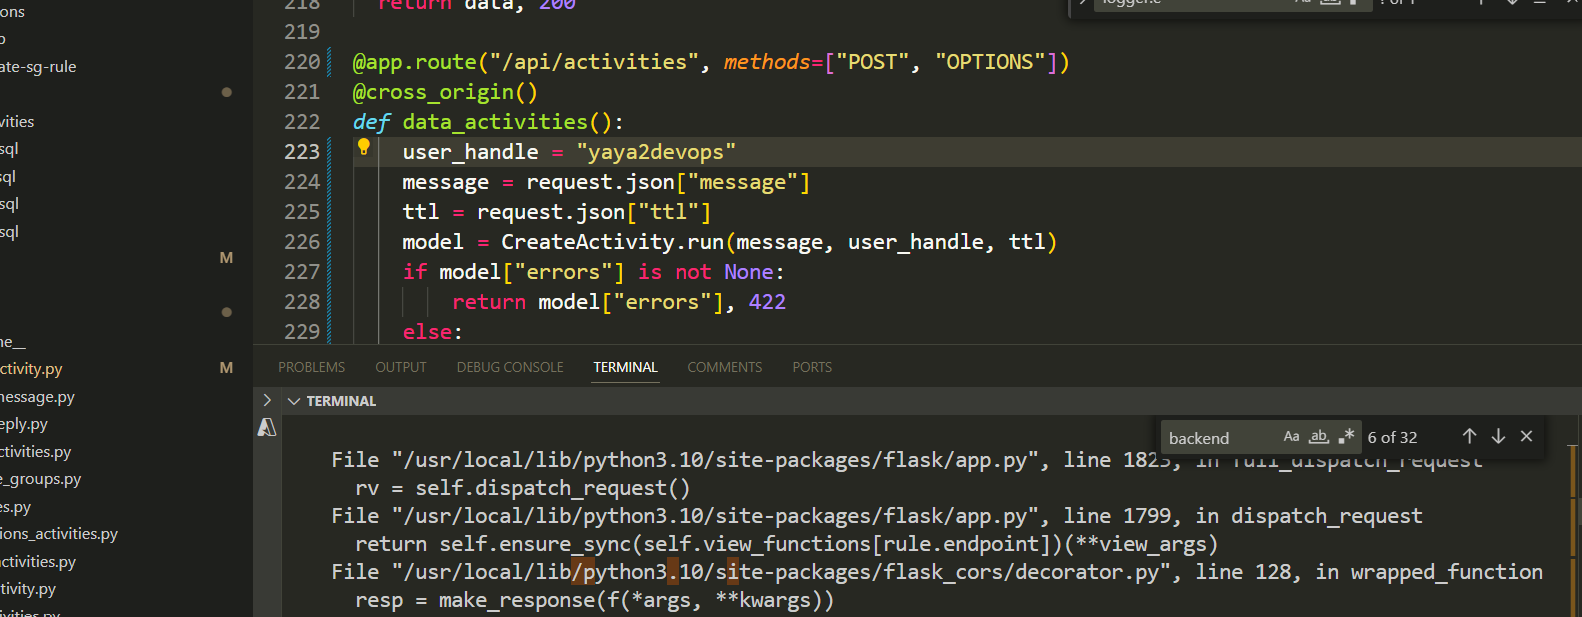 ons
p
ate-sg-rule
vities
sql
sql
sql
sql
M
ne__
ctivity.py
M
nessage.py
eply.py
ctivities.py
e_groups.py
es.py
ions_activities.py
activities.py
tivity.py
ivities.py
218 return data, 200
219
220 @app.route("/api/activities", methods=["POST", "OPTIONS"])
221 @cross_origin()
222 def data_activities():
223 user_handle = "yaya2devops"
224 message = request.json["message"]
225 ttl = request.json["ttl"]
226 model = CreateActivity.run(message, user_handle, ttl)
227 if model["errors"] is not None:
228 return model["errors"], 422
229 else:
PROBLEMS OUTPUT DEBUG CONSOLE TERMINAL COMMENTS PORTS
TERMINAL
backend Aa ab 6 of 32
File "/usr/local/lib/python3.10/site-packages/flask/app.py", line 1823, in full_dispatch_request
rv = self.dispatch_request()
File "/usr/local/lib/python3.10/site-packages/flask/app.py", line 1799, in dispatch_request
return self.ensure_sync(self.view_functions[rule.endpoint])(**view_args)
File "/usr/local/lib/python3.10/site-packages/flask_cors/decorator.py", line 128, in wrapped_function
resp = make_response(f(*args, **kwargs))